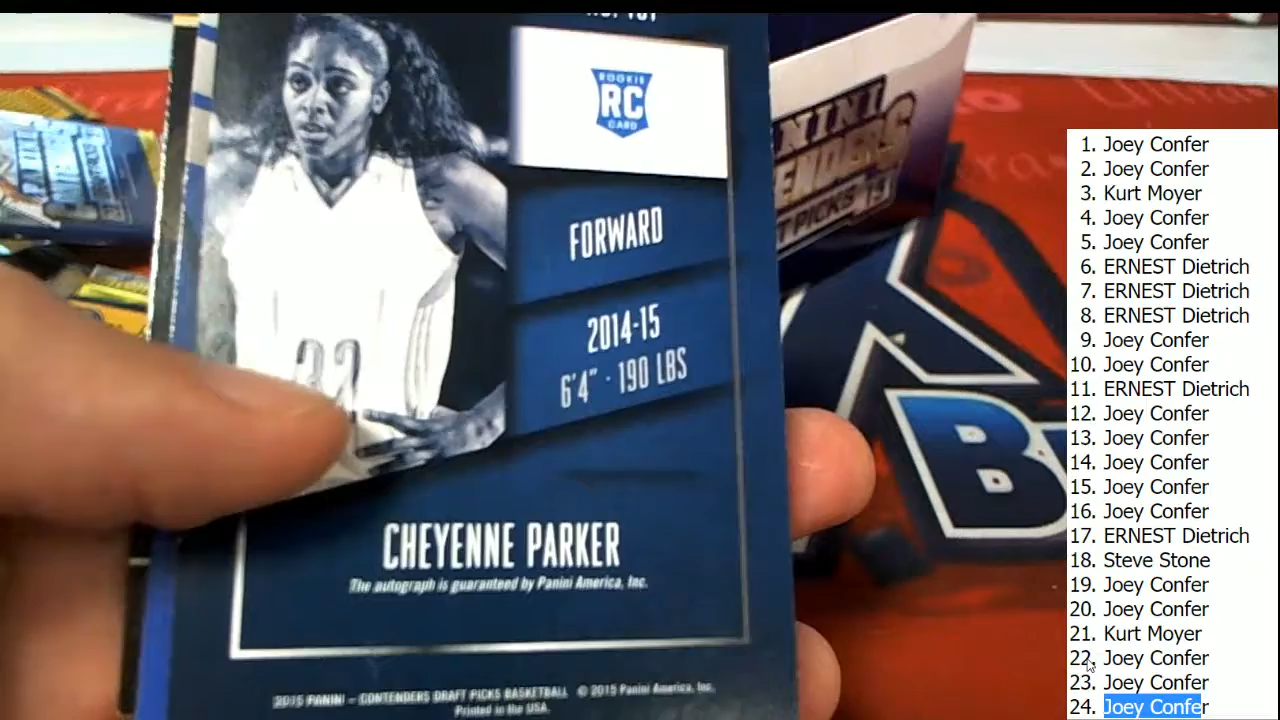 ROOKIE
RC
CARD
FORWARD
2014-15
6'4" · 190 LBS
32
CHEYENNE PARKER
The autograph is guaranteed by Panini America, Inc.
2015 PANINI – CONTENDERS DRAFT PICKS BASKETBALL © 2015 Panini America, Inc.
Printed in the USA.
1. Joey Confer
2. Joey Confer
3. Kurt Moyer
4. Joey Confer
5. Joey Confer
6. ERNEST Dietrich
7. ERNEST Dietrich
8. ERNEST Dietrich
9. Joey Confer
10. Joey Confer
11. ERNEST Dietrich
12. Joey Confer
13. Joey Confer
14. Joey Confer
15. Joey Confer
16. Joey Confer
17. ERNEST Dietrich
18. Steve Stone
19. Joey Confer
20. Joey Confer
21. Kurt Moyer
22. Joey Confer
23. Joey Confer
24. Joey Confer